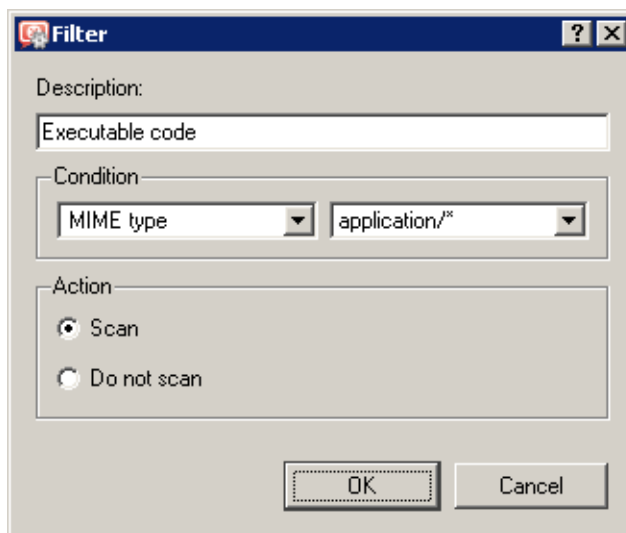 Filter
Description:
Executable code
Condition
MIME type application/*
Action
Scan
Do not scan
OK Cancel